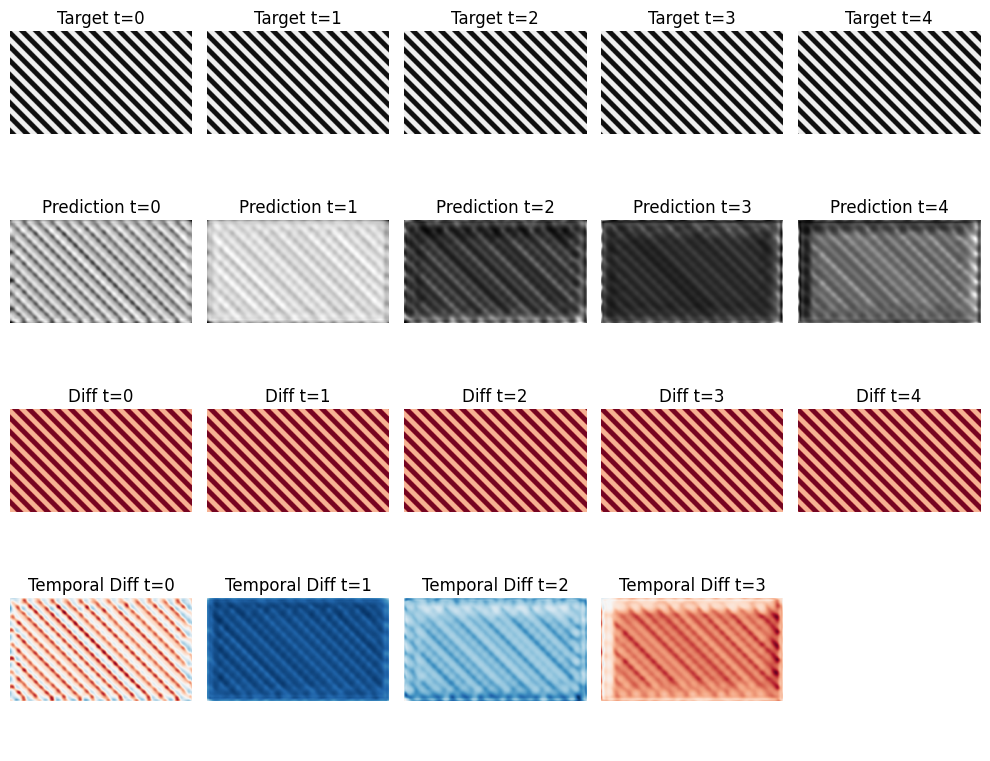 Target t=0 Target t=1 Target t=2 Target t=3 Target t=4
Prediction t=0 Prediction t=1 Prediction t=2 Prediction t=3 Prediction t=4
Diff t=0 Diff t=1 Diff t=2 Diff t=3 Diff t=4
Temporal Diff t=0 Temporal Diff t=1 Temporal Diff t=2 Temporal Diff t=3